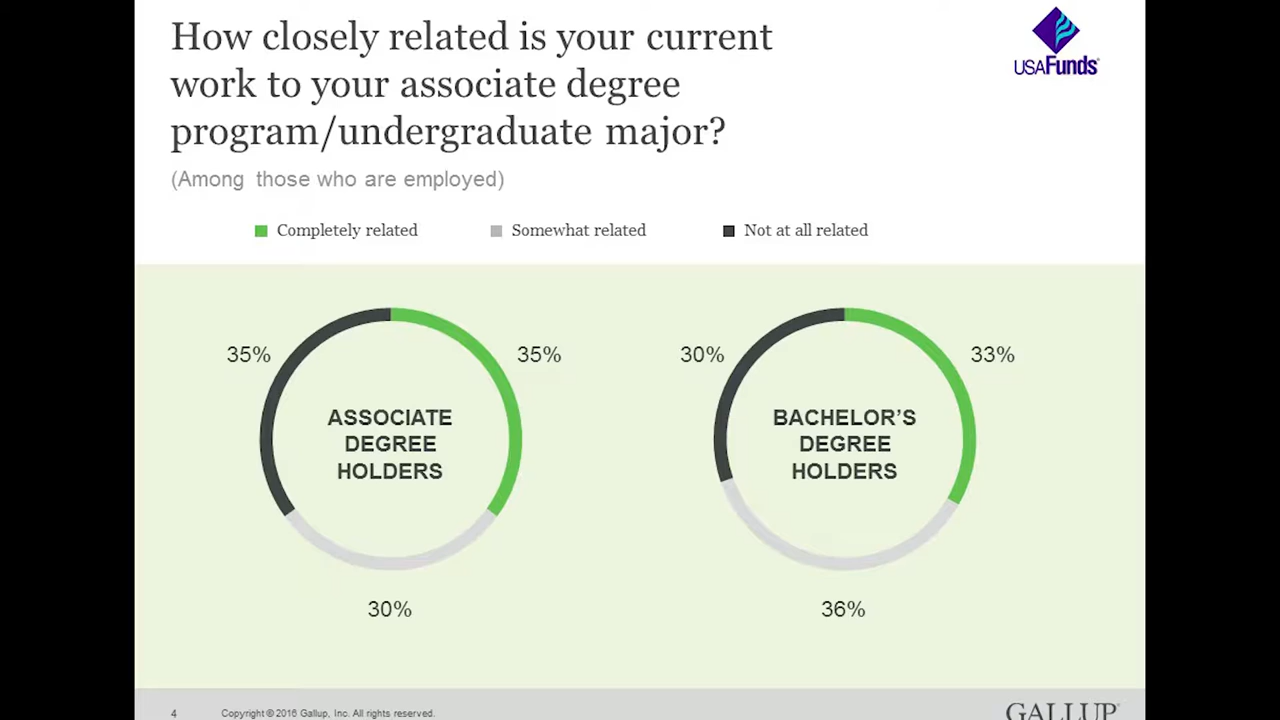 How closely related is your current
work to your associate degree
program/undergraduate major?
USAFunds
(Among those who are employed)
Completely related
Somewhat related
Not at all related
35%
35%
ASSOCIATE
DEGREE
HOLDERS
30%
30%
33%
BACHELOR’S
DEGREE
HOLDERS
36%
4
Copyright © 2016 Gallup, Inc. All rights reserved.
GALLUP